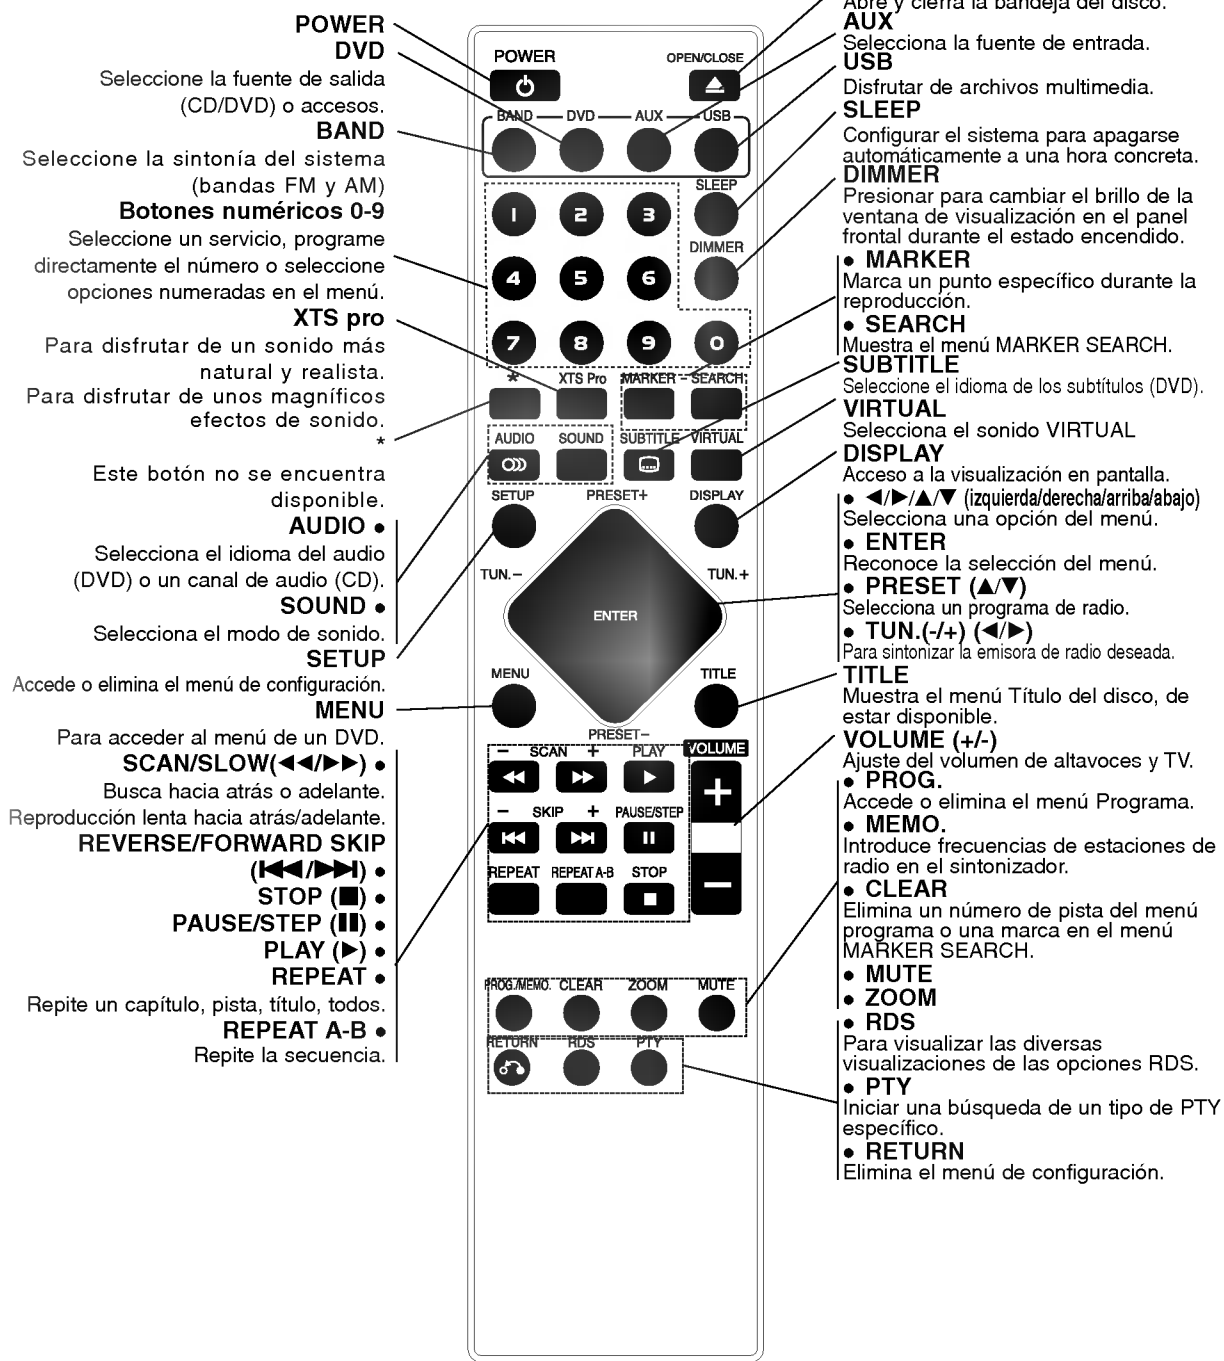 POWER
DVD
Seleccione la fuente de salida
(CD/DVD) o accesos.
BAND
Seleccione la sintonía del sistema
(bandas FM y AM)
Botones numéricos 0-9
Seleccione un servicio, programe
directamente el número o seleccione
opciones numeradas en el menú.
XTS pro
Para disfrutar de un sonido más
natural y realista.
Para disfrutar de unos magníficos
efectos de sonido.
*
Este botón no se encuentra
disponible.
AUDIO ●
Selecciona el idioma del audio
(DVD) o un canal de audio (CD).
SOUND ●
Selecciona el modo de sonido.
SETUP
Accede o elimina el menú de configuración.
MENU
Para acceder al menú de un DVD.
SCAN/SLOW(◀◀/▶▶) ●
Busca hacia atrás o adelante.
Reproducción lenta hacia atrás/adelante.
REVERSE/FORWARD SKIP
(|◀◀/▶▶|) ●
STOP (■) ●
PAUSE/STEP (❚❚) ●
PLAY (▶) ●
REPEAT ●
Repite un capítulo, pista, título, todos.
REPEAT A-B ●
Repite la secuencia.
POWER OPEN/CLOSE
BAND DVD AUX USB
SLEEP
1 2 3
DIMMER
4 5 6
7 8 9 0
* XTS Pro MARKER - SEARCH
AUDIO SOUND SUBTITLE VIRTUAL
SETUP PRESET+ DISPLAY
TUN.- TUN.+
ENTER
MENU TITLE
PRESET-
- SCAN + PLAY VOLUME
+
- SKIP + PAUSE/STEP
REPEAT REPEAT A-B STOP
-
PROG./MEMO. CLEAR ZOOM MUTE
RETURN RDS PTY
Abre y cierra la bandeja del disco.
AUX
Selecciona la fuente de entrada.
USB
Disfrutar de archivos multimedia.
SLEEP
Configurar el sistema para apagarse
automáticamente a una hora concreta.
DIMMER
Presionar para cambiar el brillo de la
ventana de visualización en el panel
frontal durante el estado encendido.
● MARKER
Marca un punto específico durante la
reproducción.
● SEARCH
Muestra el menú MARKER SEARCH.
SUBTITLE
Seleccione el idioma de los subtítulos (DVD).
VIRTUAL
Selecciona el sonido VIRTUAL
DISPLAY
Acceso a la visualización en pantalla.
● ◀/▶/▲/▼ (izquierda/derecha/arriba/abajo)
Selecciona una opción del menú.
● ENTER
Reconoce la selección del menú.
● PRESET (▲/▼)
Selecciona un programa de radio.
● TUN.(-/+) (◀/▶)
Para sintonizar la emisora de radio deseada.
TITLE
Muestra el menú Título del disco, de
estar disponible.
VOLUME (+/-)
Ajuste del volumen de altavoces y TV.
● PROG.
Accede o elimina el menú Programa.
● MEMO.
Introduce frecuencias de estaciones de
radio en el sintonizador.
● CLEAR
Elimina un número de pista del menú
programa o una marca en el menú
MARKER SEARCH.
● MUTE
● ZOOM
● RDS
Para visualizar las diversas
visualizaciones de las opciones RDS.
● PTY
Iniciar una búsqueda de un tipo de PTY
específico.
● RETURN
Elimina el menú de configuración.